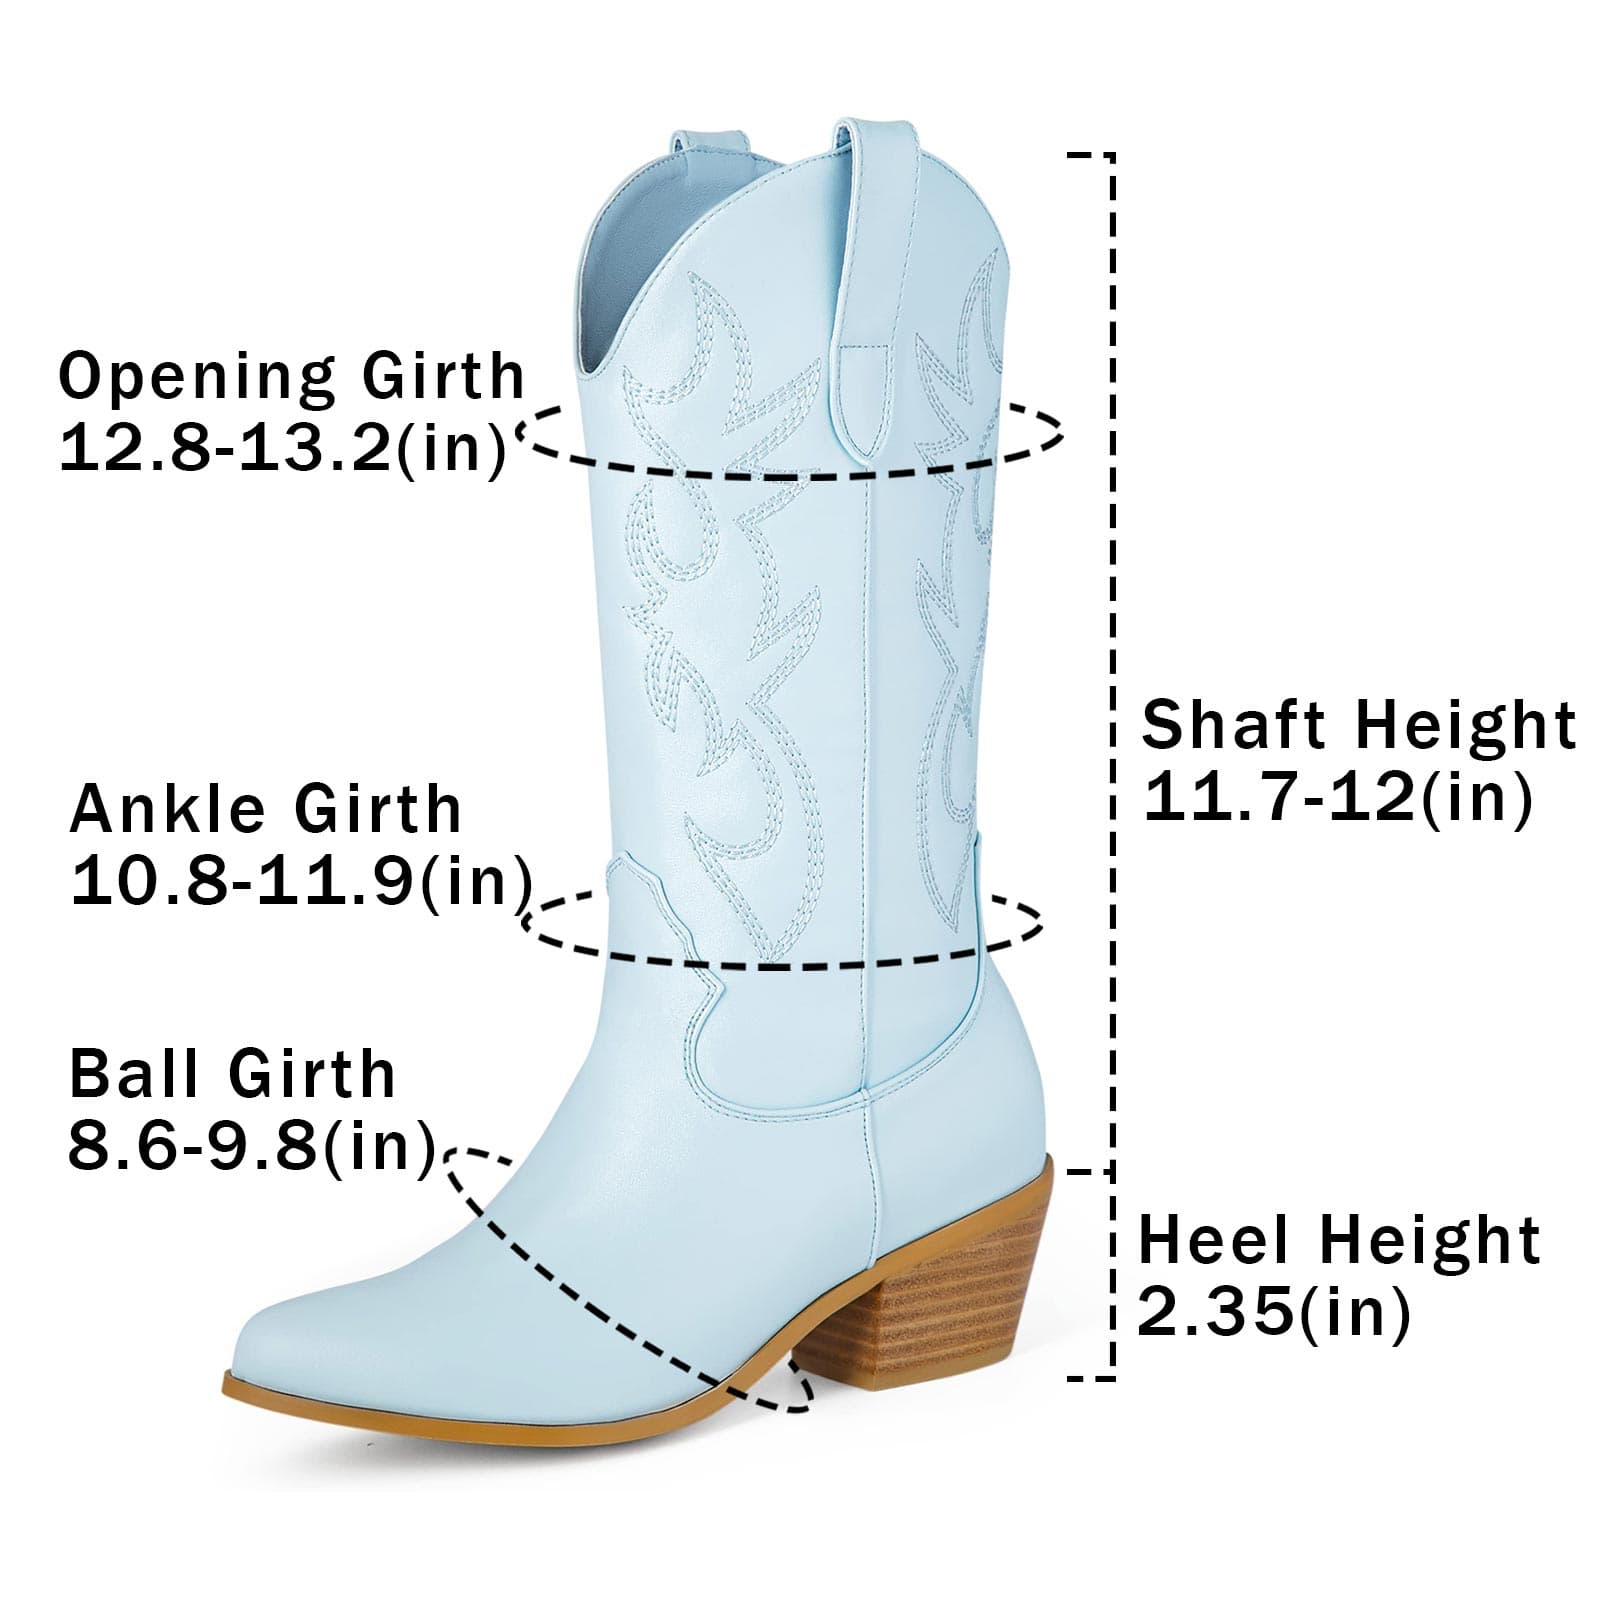 Opening Girth
12.8-13.2(in)
Ankle Girth
10.8-11.9(in)
Ball Girth
8.6-9.8(in)
Shaft Height
11.7-12(in)
Heel Height
2.35(in)